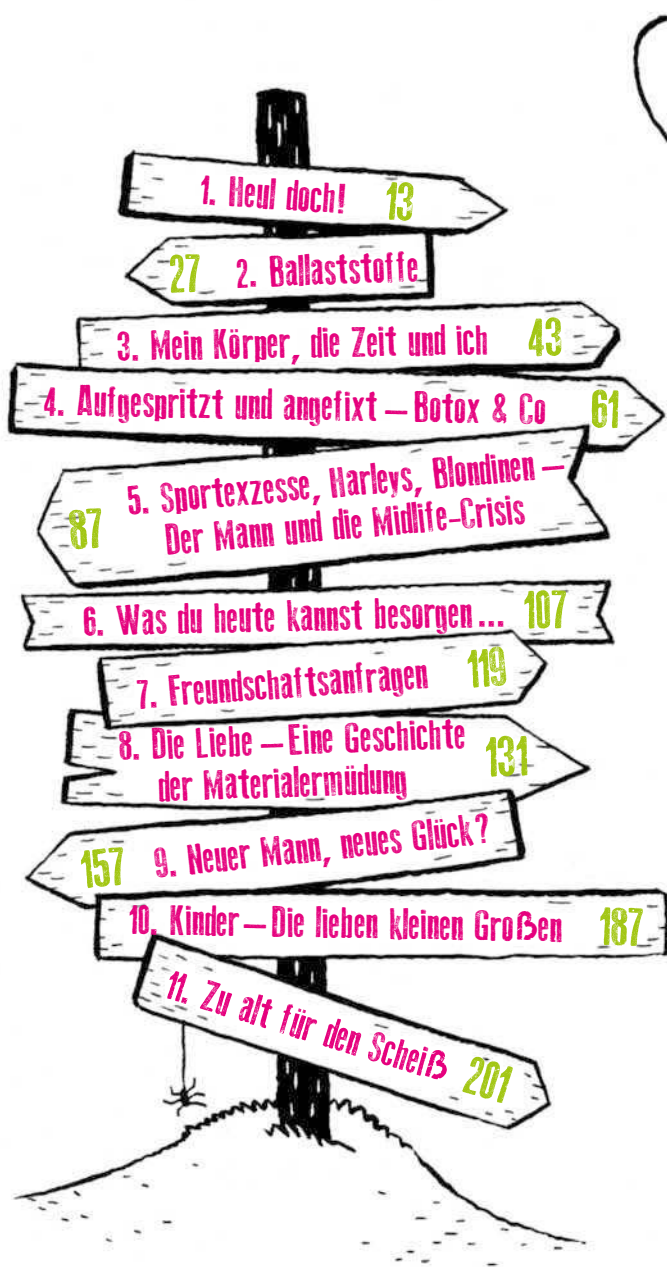 1. Heul doch! 13
27 2. Ballaststoffe
3. Mein Körper, die Zeit und ich 43
4. Aufgespritzt und angefixt – Botox & Co 61
5. Sportexzesse, Harleys, Blondinen –
87 Der Mann und die Midlife-Crisis
6. Was du heute kannst besorgen... 107
7. Freundschaftsanfragen 119
8. Die Liebe – Eine Geschichte
der Materialermüdung 131
157 9. Neuer Mann, neues Glück?
10. Kinder – Die lieben kleinen Großen 187
11. Zu alt für den Scheiß 201